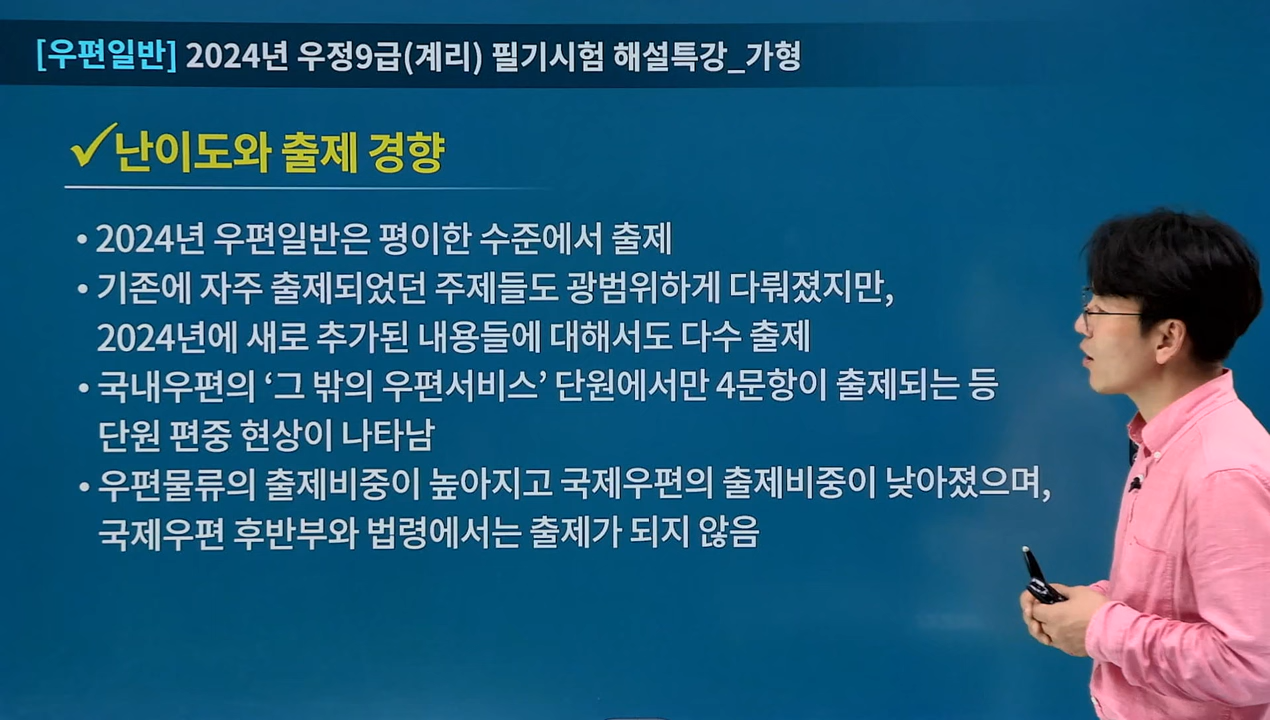 [우편일반] 2024년 우정9급(계리) 필기시험 해설특강_가형
✓난이도와 출제 경향
• 2024년 우편일반은 평이한 수준에서 출제
• 기존에 자주 출제되었던 주제들도 광범위하게 다뤄졌지만,
2024년에 새로 추가된 내용들에 대해서도 다수 출제
• 국내우편의 ‘그 밖의 우편서비스’ 단원에서만 4문항이 출제되는 등
단원 편중 현상이 나타남
• 우편물류의 출제비중이 높아지고 국제우편의 출제비중이 낮아졌으며,
국제우편 후반부와 법령에서는 출제가 되지 않음